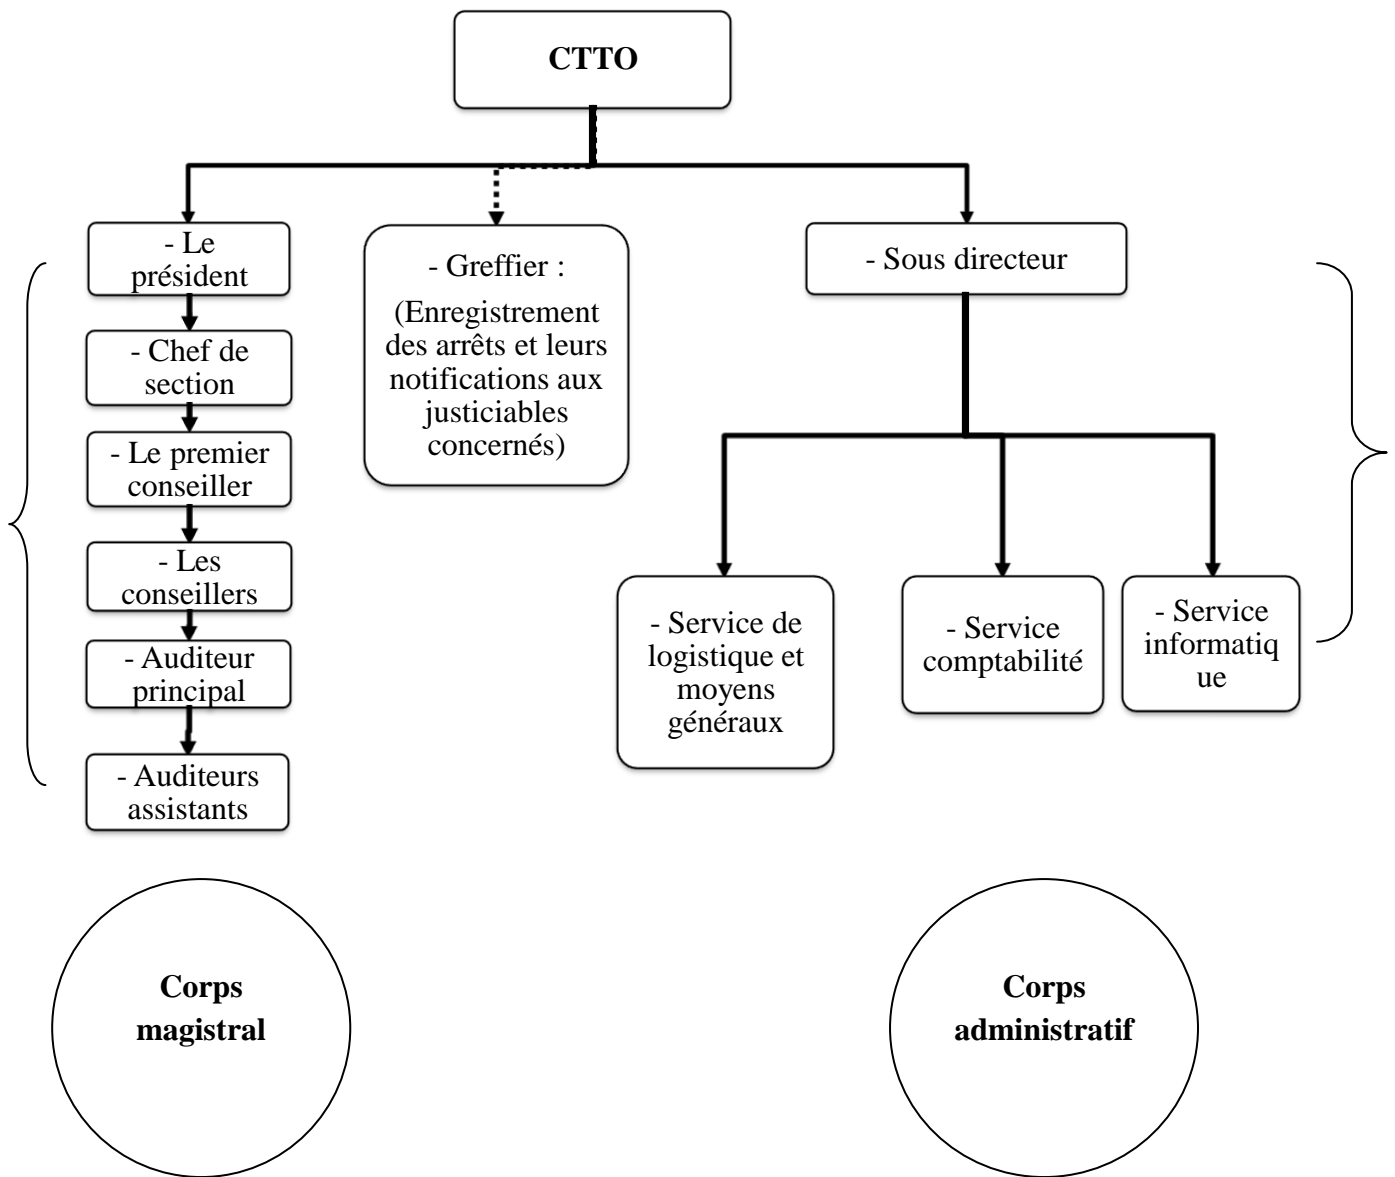 CTTO
- Le
président
- Chef de
section
- Le premier
conseiller
- Les
conseillers
- Auditeur
principal
- Auditeurs
assistants
- Greffier :
(Enregistrement
des arrêts et leurs
notifications aux
justiciables
concernés)
- Sous directeur
- Service de
logistique et
moyens
généraux
- Service
comptabilité
- Service
informatiq
ue
Corps
magistral
Corps
administratif